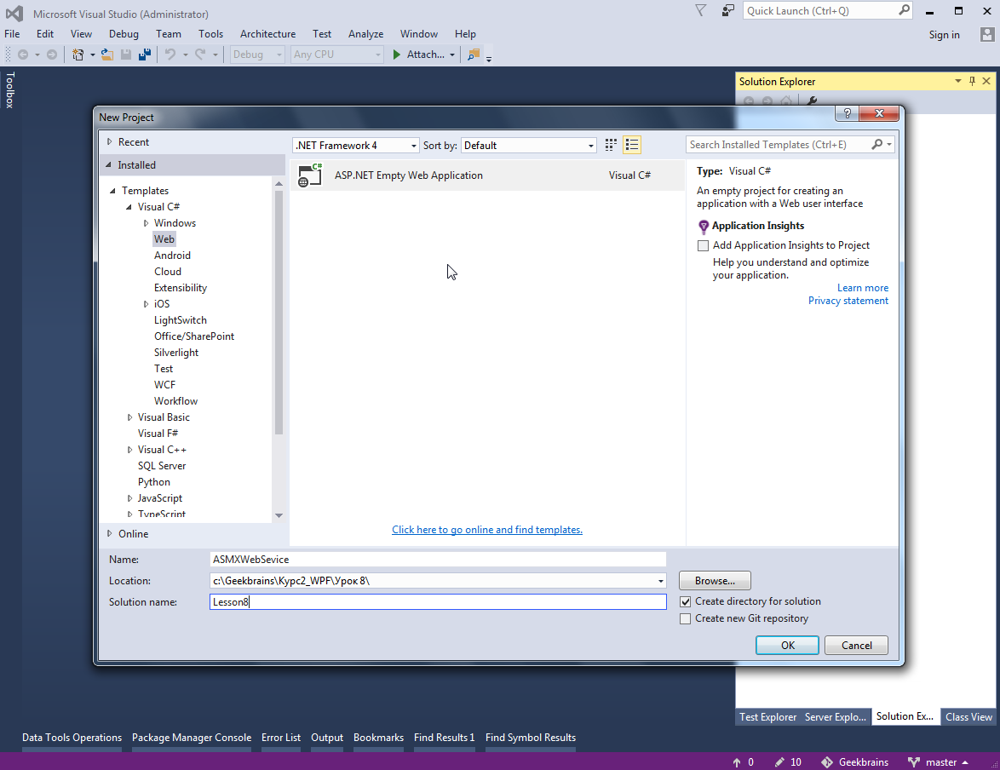 Microsoft Visual Studio (Administrator)
Quick Launch (Ctrl+Q)
File Edit View Debug Team Tools Architecture Test Analyze Window Help
Sign in
Debug Any CPU Attach...
Toolbox
Solution Explorer
New Project
?
Recent
.NET Framework 4
Sort by: Default
Search Installed Templates (Ctrl+E)
Installed
Templates
Visual C#
Windows
Web
Android
Cloud
Extensibility
iOS
LightSwitch
Office/SharePoint
Silverlight
Test
WCF
Workflow
Visual Basic
Visual F#
Visual C++
SQL Server
Python
JavaScript
TypeScript
Online
C#
ASP.NET Empty Web Application Visual C#
Click here to go online and find templates.
Type: Visual C#
An empty project for creating an
application with a Web user interface
Application Insights
Add Application Insights to Project
Help you understand and optimize
your application.
Learn more
Privacy statement
Name: ASMXWebSevice
Location: c:\Geekbrains\Курс2_WPF\Урок 8\
Browse...
Solution name: Lesson8
Create directory for solution
Create new Git repository
OK Cancel
Test Explorer Server Explo... Solution Ex... Class View
Data Tools Operations Package Manager Console Error List Output Bookmarks Find Results 1 Find Symbol Results
0 10 Geekbrains master